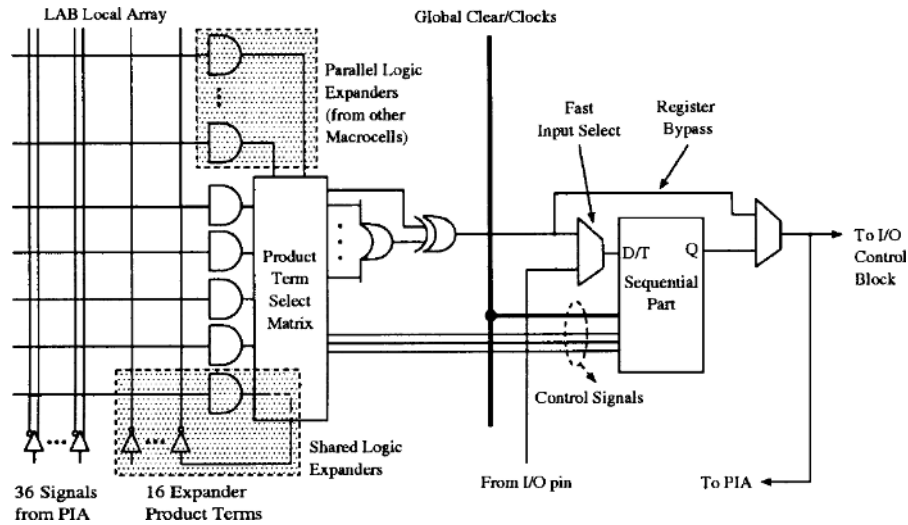 LAB Local Array
Global Clear/Clocks
Parallel Logic
Expanders
(from other
Macrocells)
Fast
Input Select
Register
Bypass
Product
Term
Select
Matrix
D/T
Q
Sequential
Part
To I/O
Control
Block
Control Signals
Shared Logic
Expanders
From I/O pin
To PIA
36 Signals
from PIA
16 Expander
Product Terms